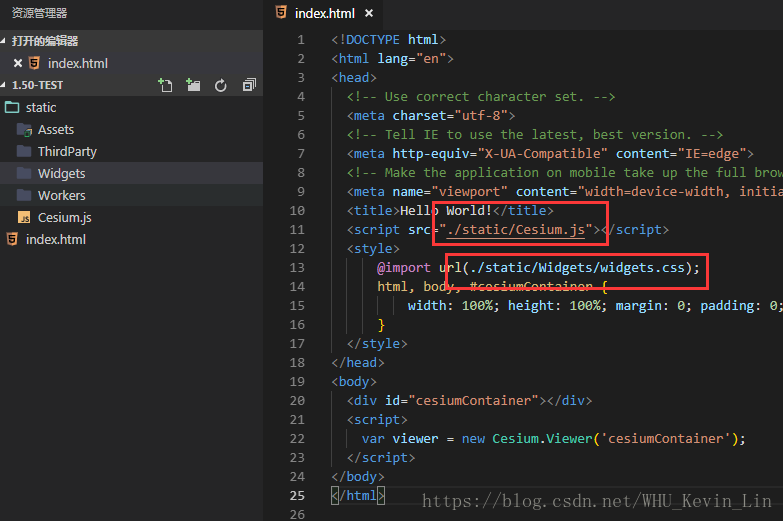 资源管理器
打开的编辑器
index.html
1.50-TEST
static
Assets
ThirdParty
Widgets
Workers
Cesium.js
index.html
index.html
1 <!DOCTYPE html>
2 <html lang="en">
3 <head>
4 <!-- Use correct character set. -->
5 <meta charset="utf-8">
6 <!-- Tell IE to use the latest, best version. -->
7 <meta http-equiv="X-UA-Compatible" content="IE=edge">
8 <!-- Make the application on mobile take up the full brow
9 <meta name="viewport" content="width=device-width, initia
10 <title>Hello World!</title>
11 <script src="./static/Cesium.js"></script>
12 <style>
13 @import url(./static/Widgets/widgets.css);
14 html, body, #cesiumContainer {
15 width: 100%; height: 100%; margin: 0; padding: 0;
16 }
17 </style>
18 </head>
19 <body>
20 <div id="cesiumContainer"></div>
21 <script>
22 var viewer = new Cesium.Viewer('cesiumContainer');
23 </script>
24 </body>
25 </html>
26
https://blog.csdn.net/WHU_Kevin_Lin